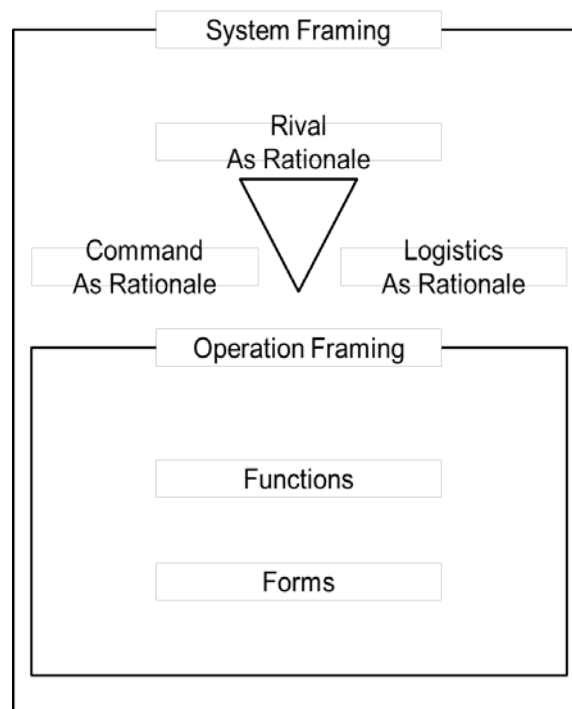 System Framing
Rival
As Rationale
Command
As Rationale
Logistics
As Rationale
Operation Framing
Functions
Forms